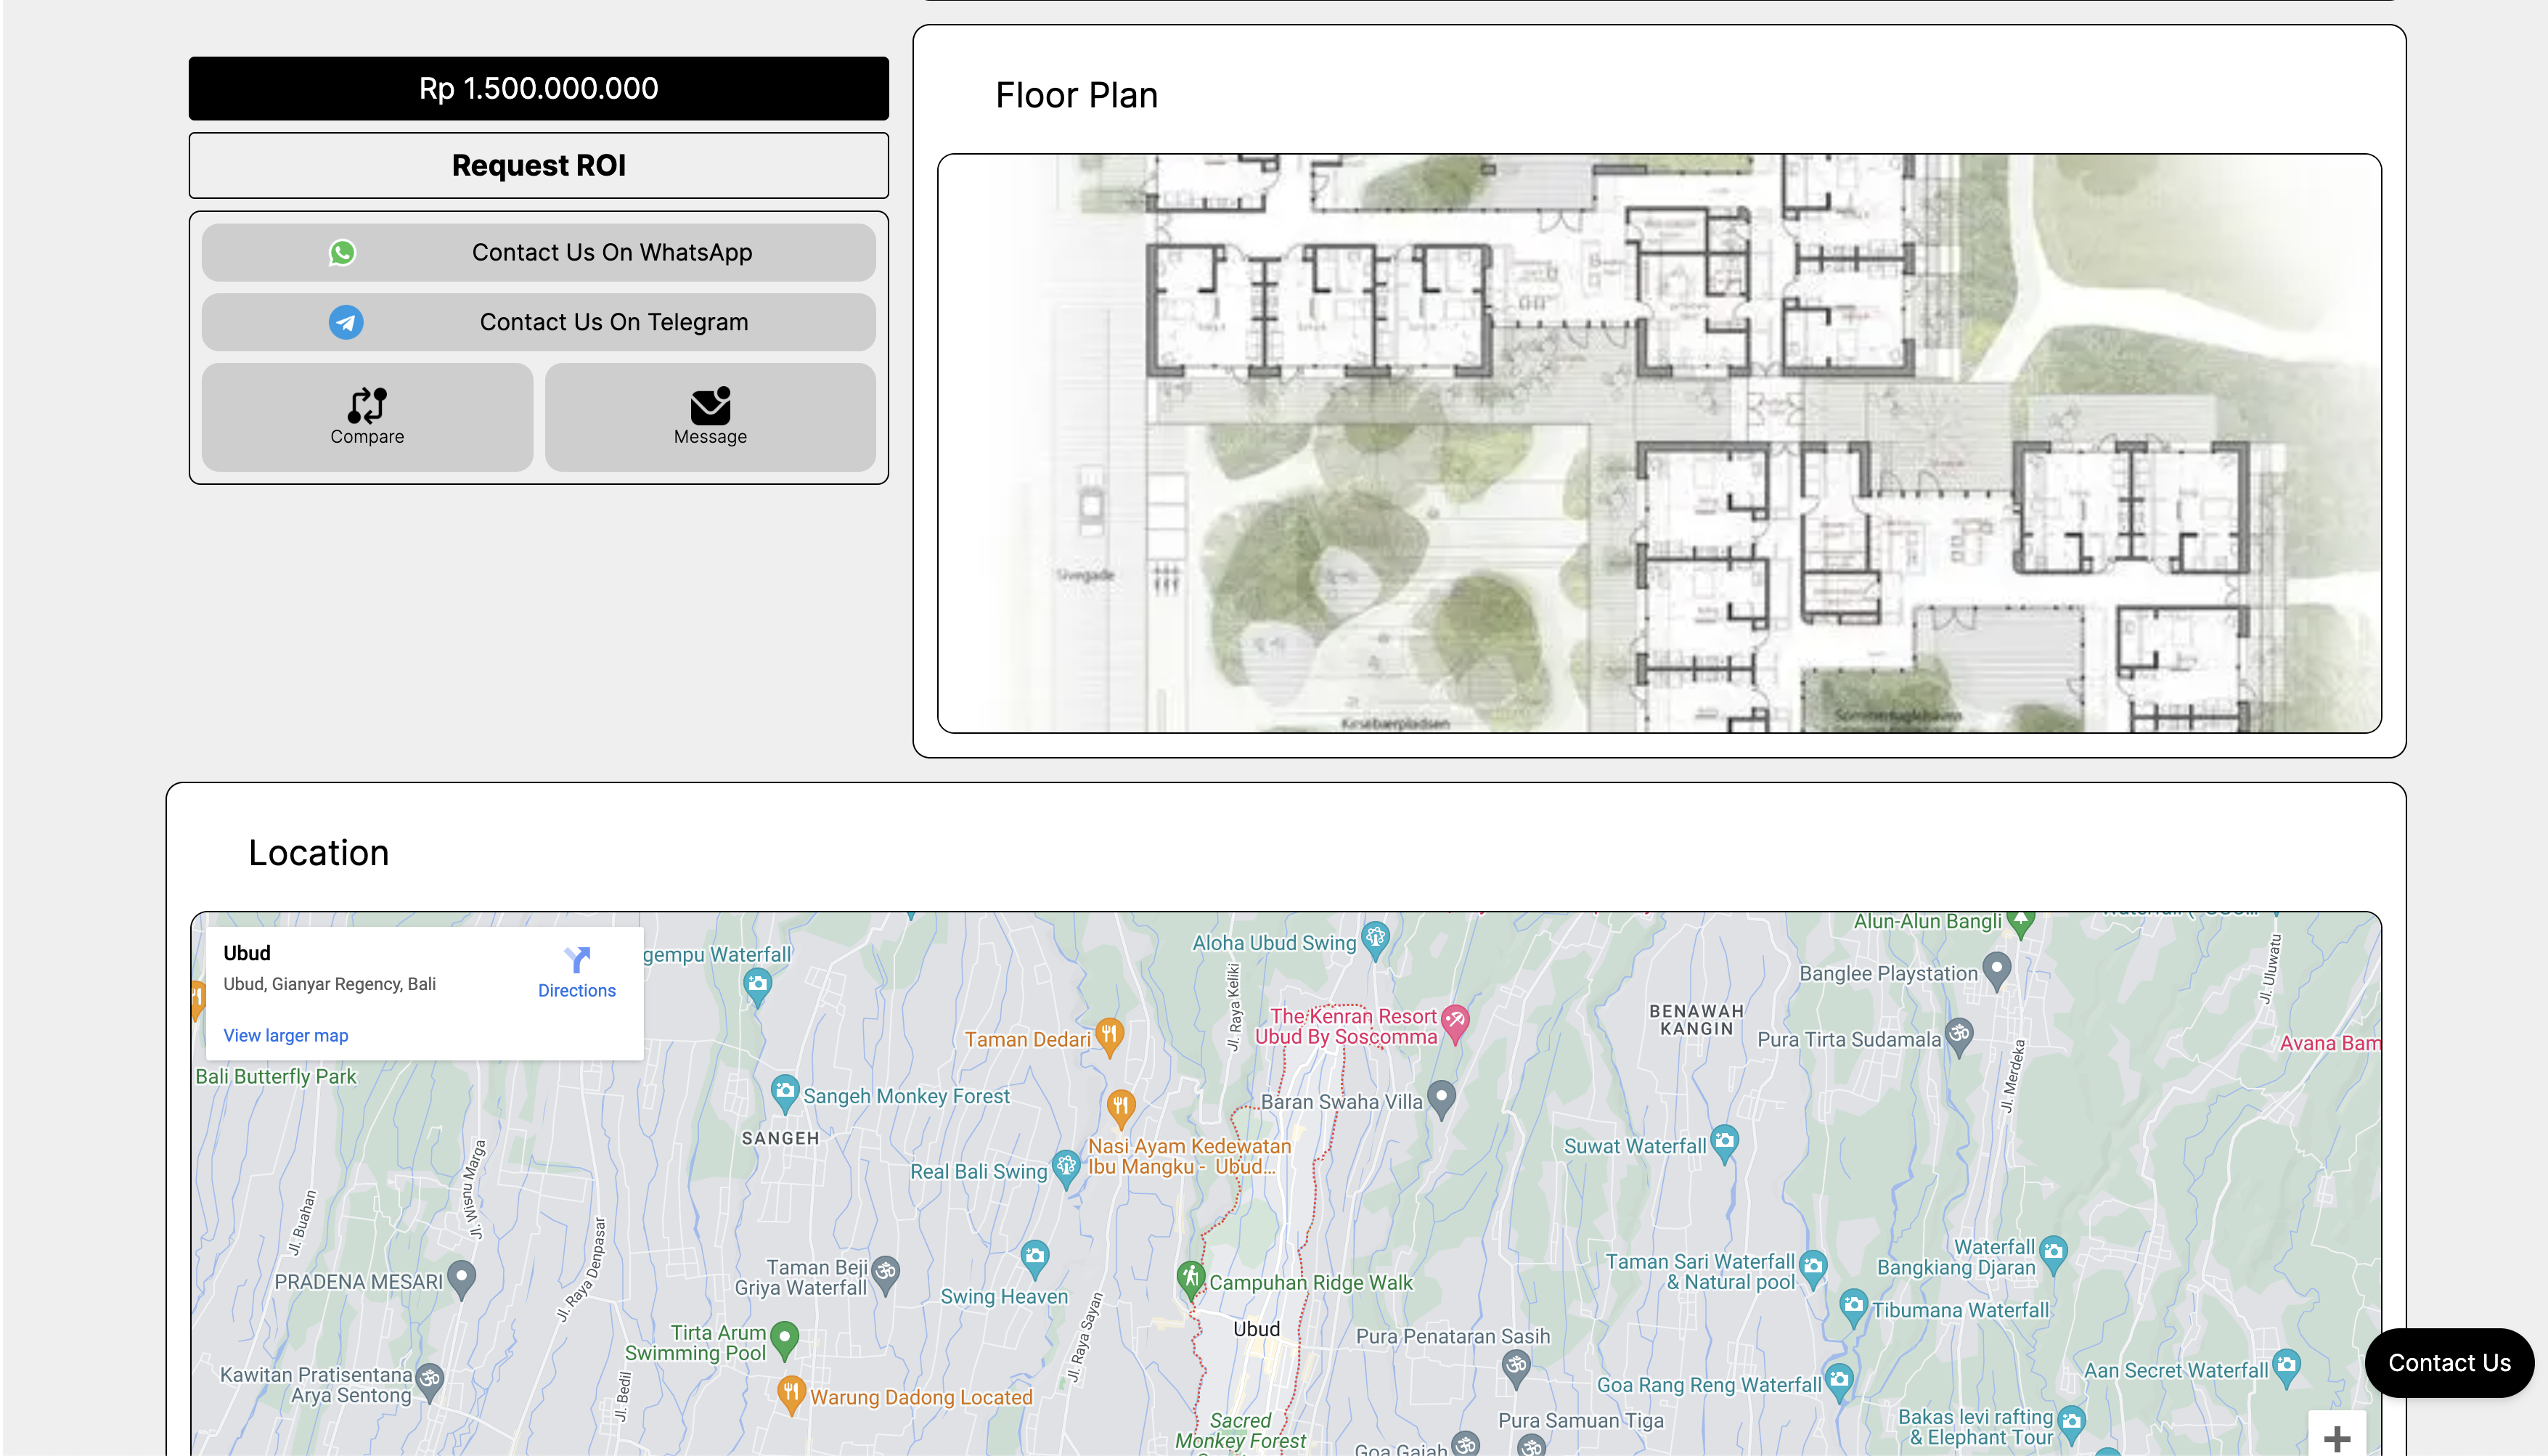 Rp 1.500.000.000
Request ROI
Contact Us On WhatsApp
Contact Us On Telegram
Compare
Message
Floor Plan
Sivegade
Kirsebærpladsen
Sommerfuglehaven
Location
Ubud
Ubud, Gianyar Regency, Bali
Directions
View larger map
gempu Waterfall
Aloha Ubud Swing
Alun-Alun Bangli
Banglee Playstation
Jl. Uluwatu
Jl. Raya Keliki
The Kenran Resort
Ubud By Soscomma
BENAWAH
KANGIN
Taman Dedari
Pura Tirta Sudamala
Avana Bam
Bali Butterfly Park
Sangeh Monkey Forest
Baran Swaha Villa
Jl. Merdeka
SANGEH
Nasi Ayam Kedewatan
Ibu Mangku - Ubud...
Suwat Waterfall
Real Bali Swing
Jl. Wisnu Marga
Jl. Buahan
Jl. Raya Denpasar
Taman Beji
Griya Waterfall
PRADENA MESARI
Swing Heaven
Campuhan Ridge Walk
Taman Sari Waterfall
& Natural pool
Waterfall
Bangkiang Djaran
Tibumana Waterfall
Ubud
Jl. Raya Sayan
Tirta Arum
Swimming Pool
Pura Penataran Sasih
Kawitan Pratisentana
Arya Sentong
Jl. Bedil
Warung Dadong Located
Goa Rang Reng Waterfall
Aan Secret Waterfall
Contact Us
Sacred
Monkey Forest
Pura Samuan Tiga
Goa Gajah
Bakas levi rafting
& Elephant Tour